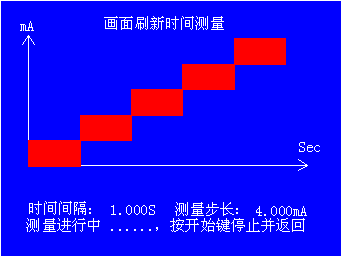 画面刷新时间测量
mA
Sec
时间间隔: 1.000S 测量步长: 4.000mA
测量进行中 ......, 按开始键停止并返回